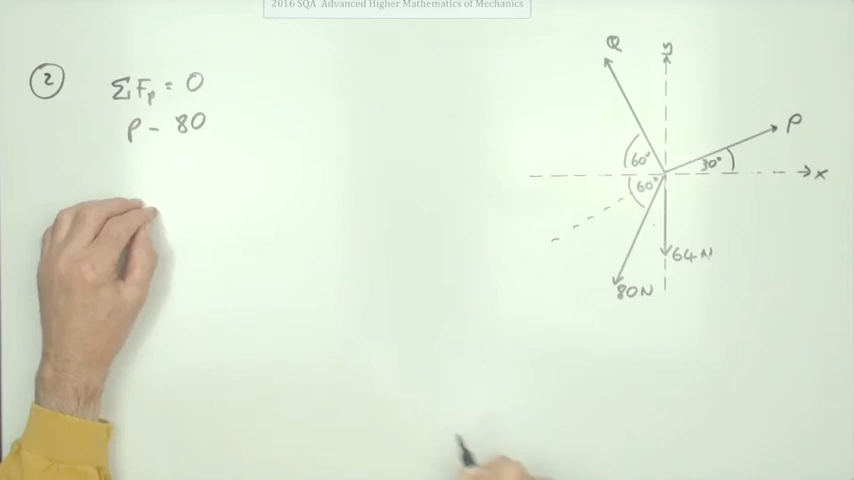 2016 SQA Advanced Higher Mathematics of Mechanics
2
ΣFp = 0
P - 80
Q
y
P
60°
30°
x
60°
64N
80N